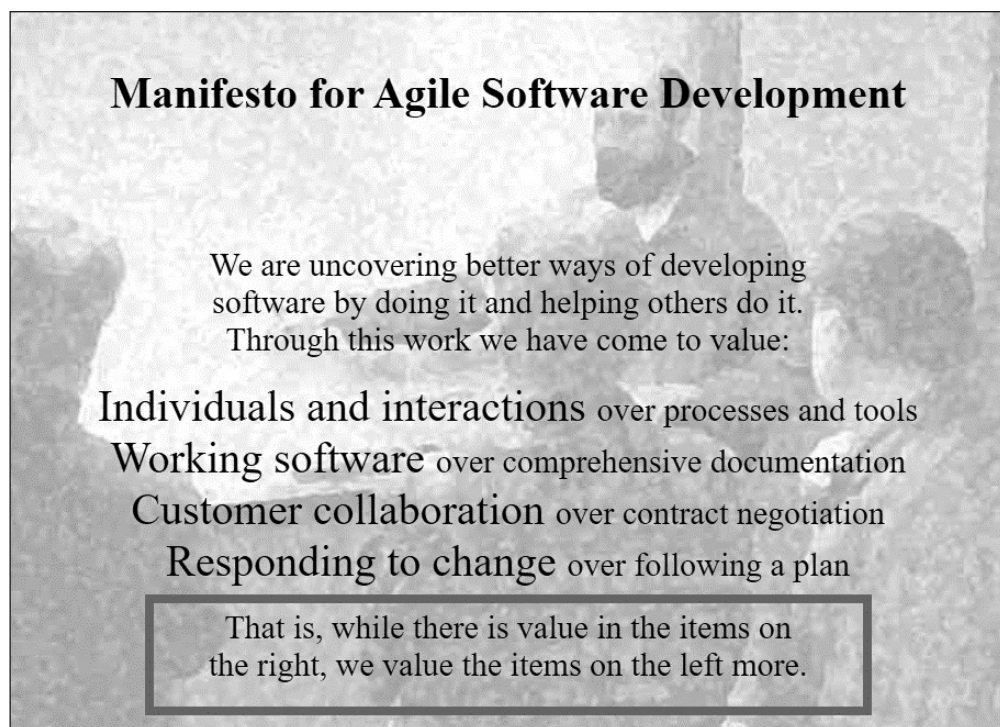 Manifesto for Agile Software Development
We are uncovering better ways of developing
software by doing it and helping others do it.
Through this work we have come to value:
Individuals and interactions over processes and tools
Working software over comprehensive documentation
Customer collaboration over contract negotiation
Responding to change over following a plan
That is, while there is value in the items on
the right, we value the items on the left more.